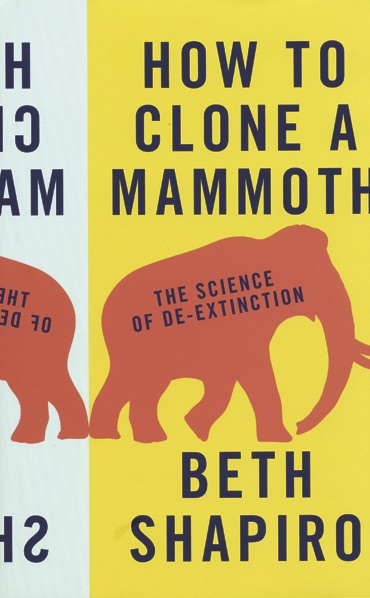 HOW TO
CLONE A
MAMMOTH
THE SCIENCE
OF DE-EXTINCTION
BETH
SHAPIRO